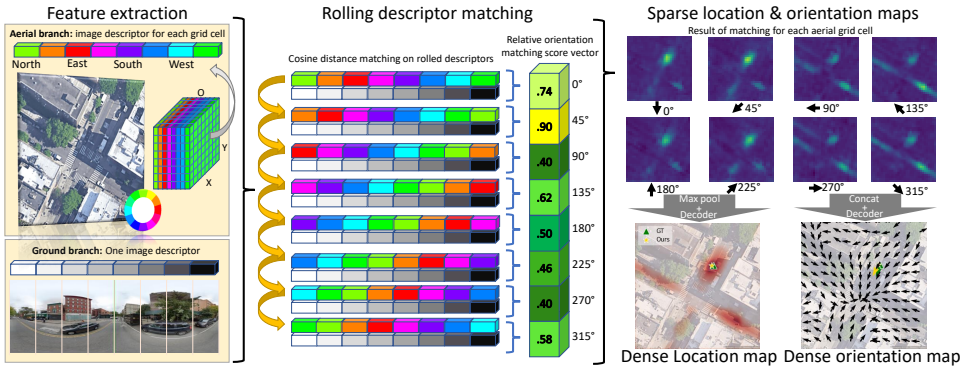 Feature extraction
Aerial branch: image descriptor for each grid cell
North East South West
O
Y
X
Ground branch: One image descriptor
Rolling descriptor matching
Cosine distance matching on rolled descriptors
Relative orientation
matching score vector
.74 0°
.90 45°
.40 90°
.62 135°
.50 180°
.46 225°
.40 270°
.58 315°
Sparse location & orientation maps
Result of matching for each aerial grid cell
0° 45° 90° 135°
180° 225° 270° 315°
Max pool
+
Decoder
Concat
+
Decoder
GT
Ours
Dense Location map
Dense orientation map